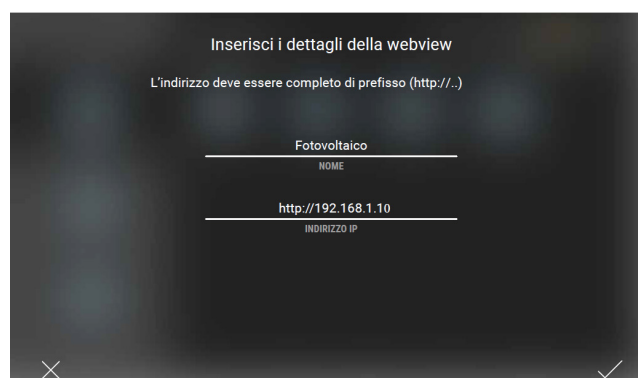 Inserisci i dettagli della webview
L'indirizzo deve essere completo di prefisso (http://..)
Fotovoltaico
NOME
http://192.168.1.10
INDIRIZZO IP